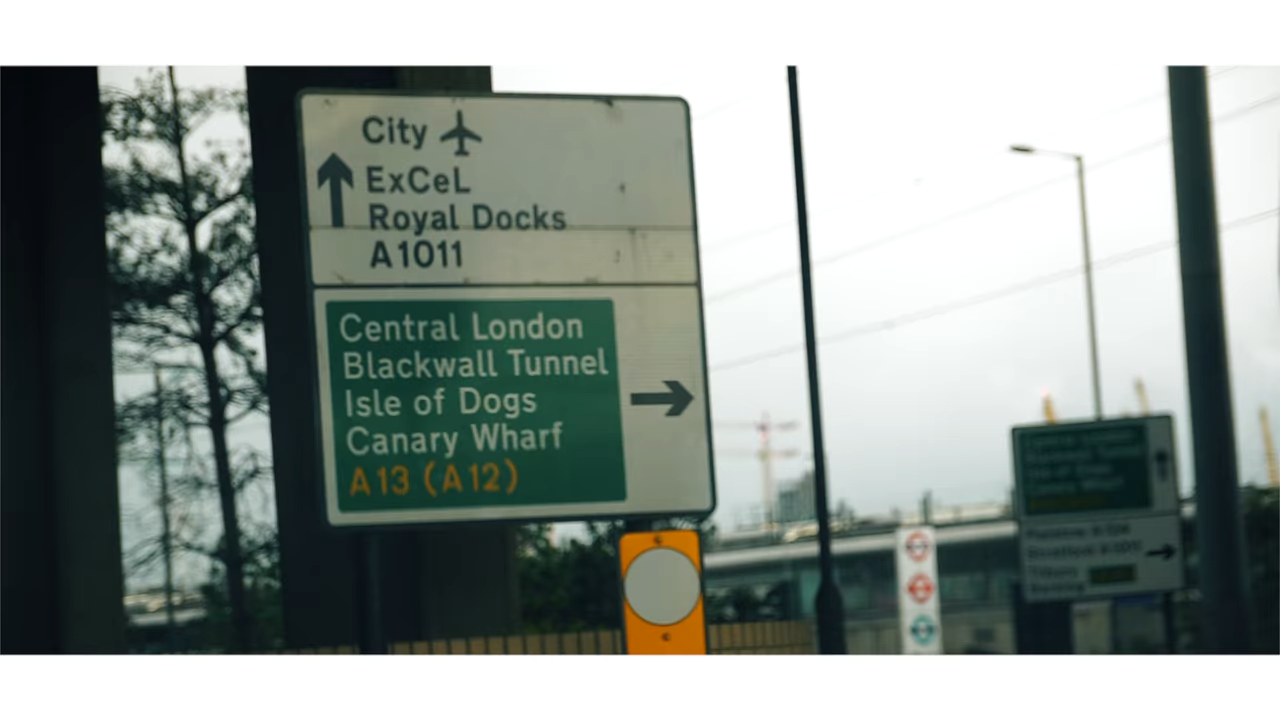 City
ExCeL
Royal Docks
A1011
Central London
Blackwall Tunnel
Isle of Dogs
Canary Wharf
A13 (A12)